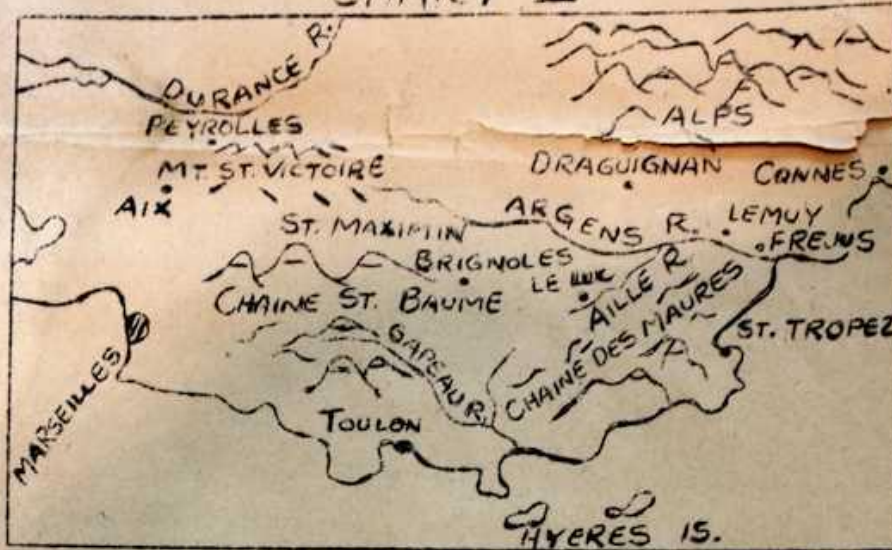 DURANCE R.
PEYROLLES
ALPS
MT. ST. VICTOIRE
DRAGUIGNAN
CANNES
AIX
ARGENS R.
LEMUY
ST. MAXIMIN
FREJUS
BRIGNOLES
LE LUC
AILLE R.
CHAINE ST. BAUME
CHAINE DES MAURES
GAPEAU R.
ST. TROPEZ
MARSEILLES
TOULON
HYERES IS.